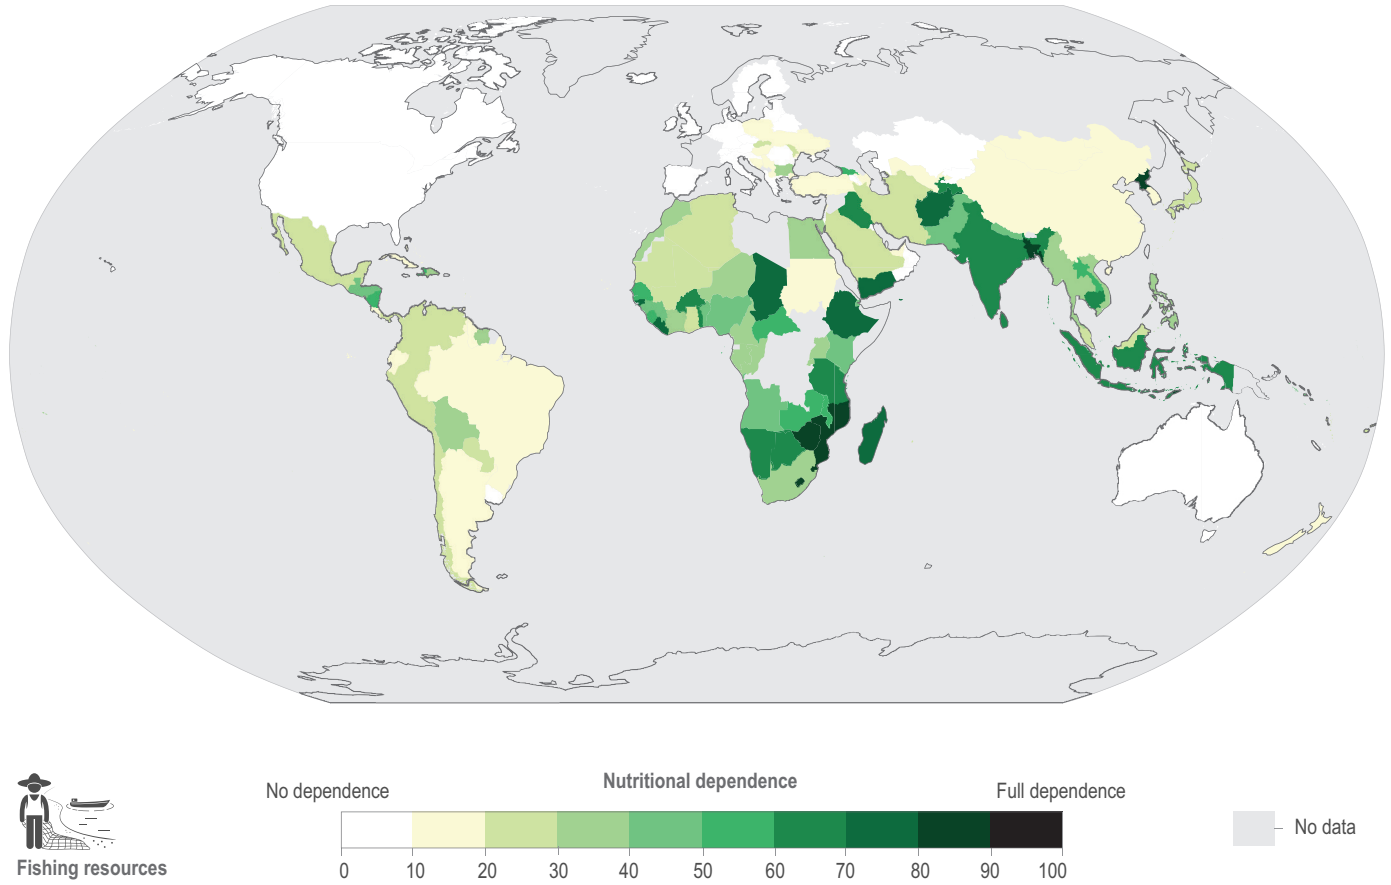 Nutritional dependence
No dependence
Full dependence
0 10 20 30 40 50 60 70 80 90 100
No data
Fishing resources